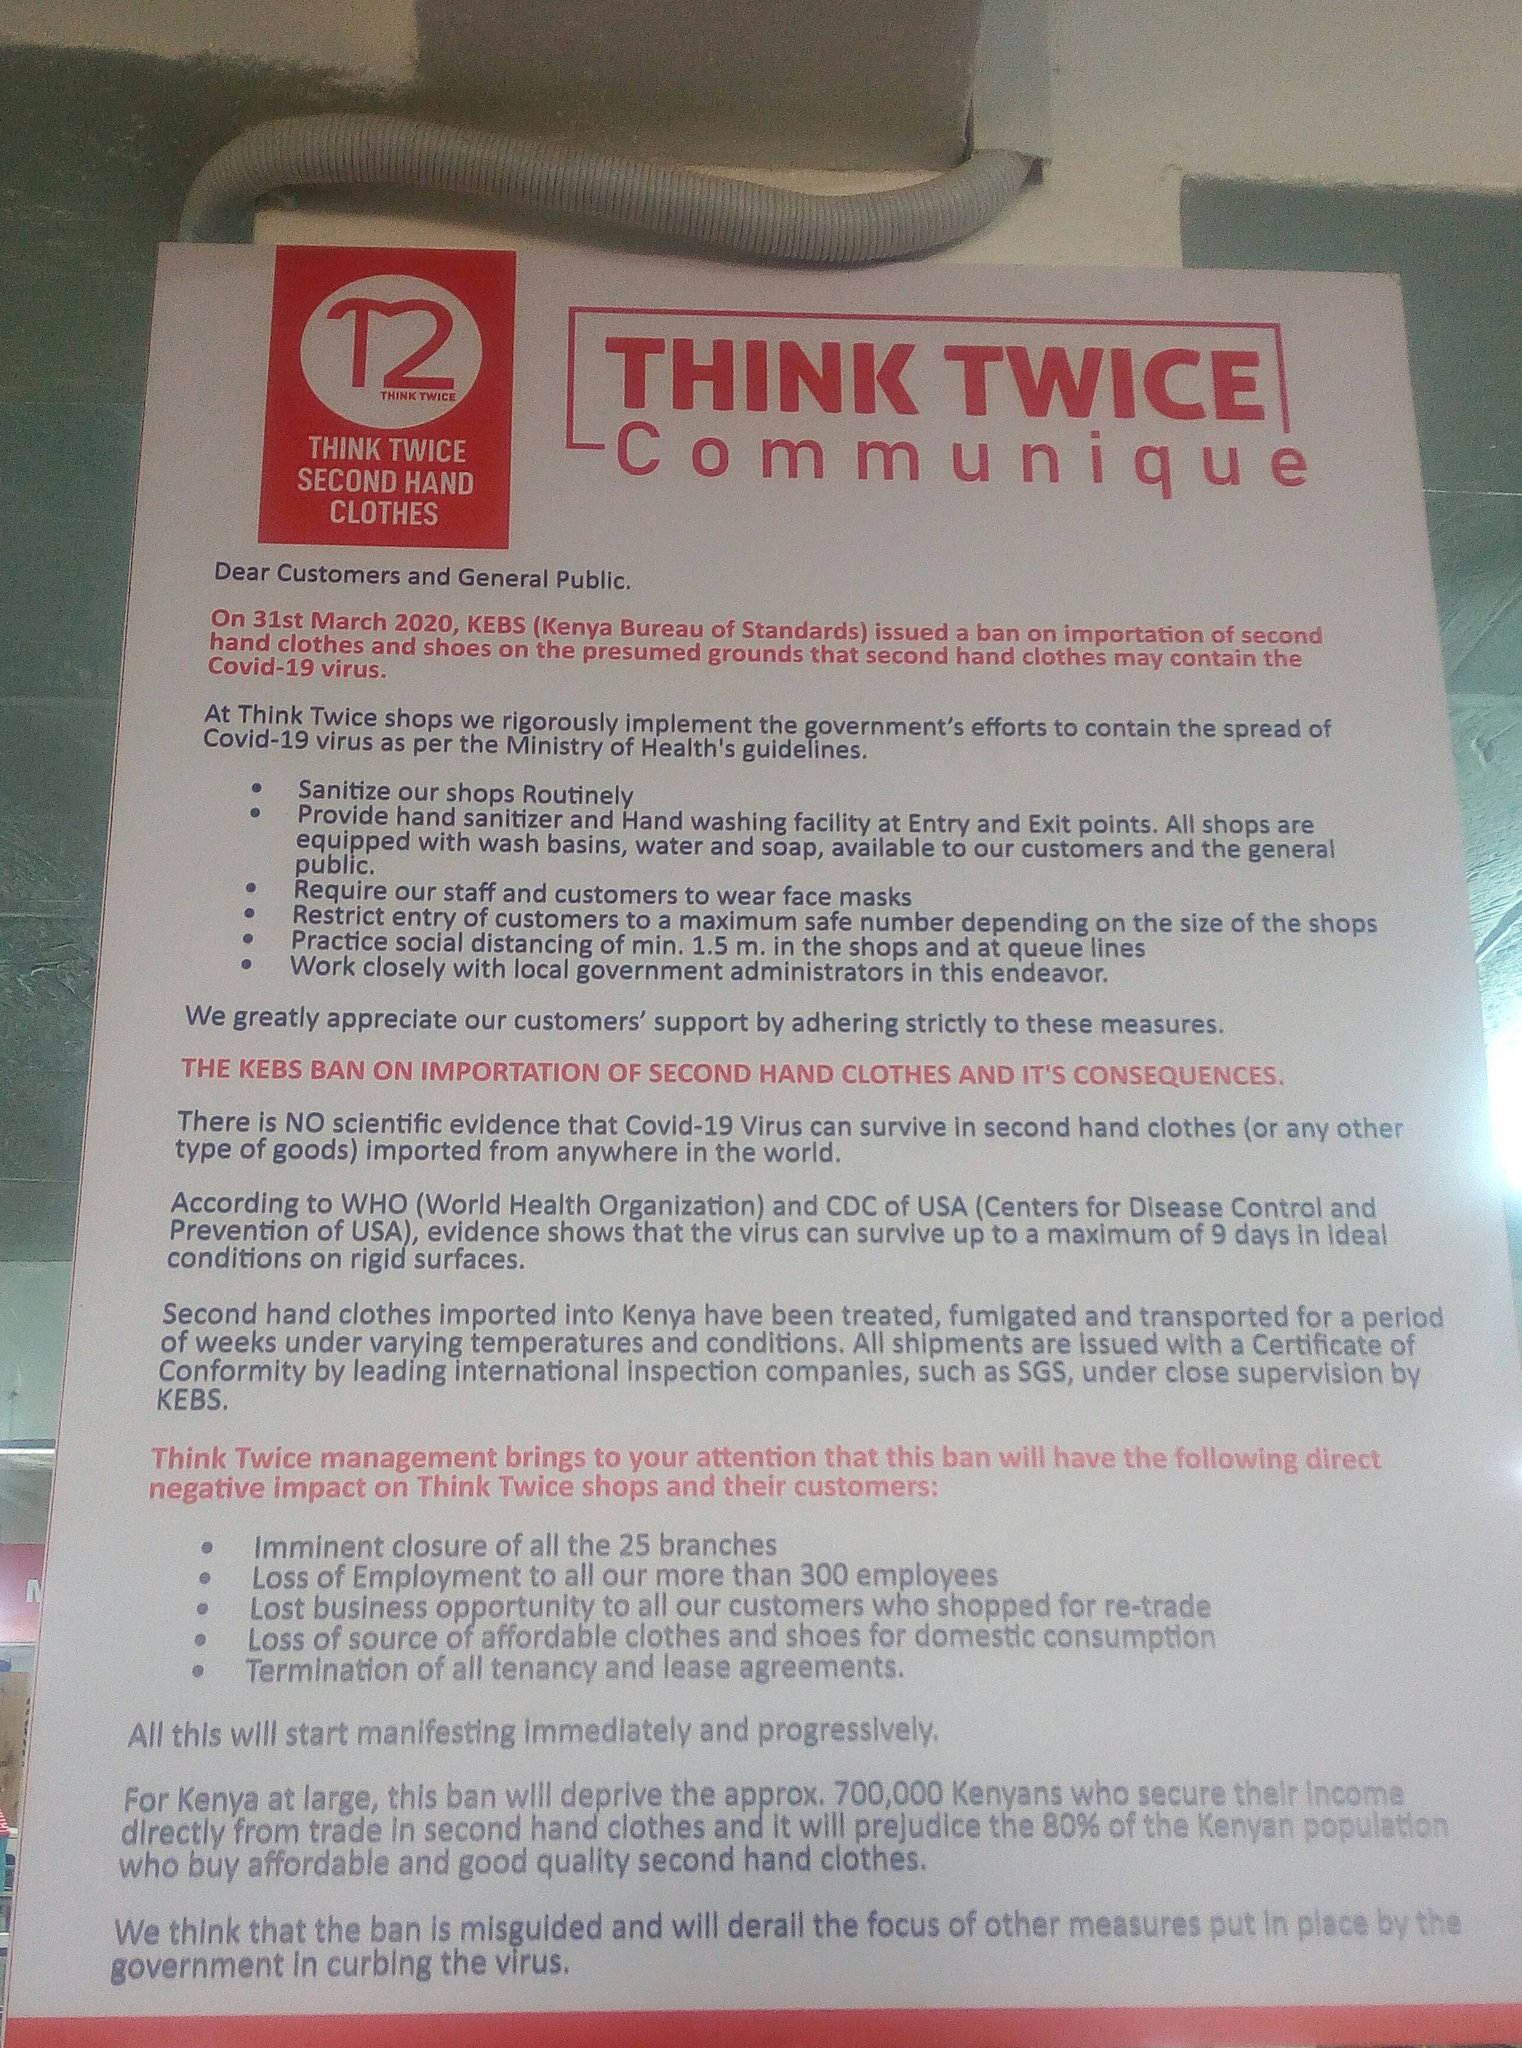 T2
THINK TWICE
THINK TWICE
SECOND HAND
CLOTHES
THINK TWICE
Communique
Dear Customers and General Public.
On 31st March 2020, KEBS (Kenya Bureau of Standards) issued a ban on importation of second
hand clothes and shoes on the presumed grounds that second hand clothes may contain the
Covid-19 virus.
At Think Twice shops we rigorously implement the government's efforts to contain the spread of
Covid-19 virus as per the Ministry of Health's guidelines.
• Sanitize our shops Routinely
• Provide hand sanitizer and Hand washing facility at Entry and Exit points. All shops are
equipped with wash basins, water and soap, available to our customers and the general
public.
• Require our staff and customers to wear face masks
• Restrict entry of customers to a maximum safe number depending on the size of the shops
• Practice social distancing of min. 1.5 m. in the shops and at queue lines
• Work closely with local government administrators in this endeavor.
We greatly appreciate our customers' support by adhering strictly to these measures.
THE KEBS BAN ON IMPORTATION OF SECOND HAND CLOTHES AND IT'S CONSEQUENCES.
There is NO scientific evidence that Covid-19 Virus can survive in second hand clothes (or any other
type of goods) imported from anywhere in the world.
According to WHO (World Health Organization) and CDC of USA (Centers for Disease Control and
Prevention of USA), evidence shows that the virus can survive up to a maximum of 9 days in ideal
conditions on rigid surfaces.
Second hand clothes imported into Kenya have been treated, fumigated and transported for a period
of weeks under varying temperatures and conditions. All shipments are issued with a Certificate of
Conformity by leading international inspection companies, such as SGS, under close supervision by
KEBS.
Think Twice management brings to your attention that this ban will have the following direct
negative impact on Think Twice shops and their customers:
• Imminent closure of all the 25 branches
• Loss of Employment to all our more than 300 employees
• Lost business opportunity to all our customers who shopped for re-trade
• Loss of source of affordable clothes and shoes for domestic consumption
• Termination of all tenancy and lease agreements.
All this will start manifesting immediately and progressively.
For Kenya at large, this ban will deprive the approx. 700,000 Kenyans who secure their income
directly from trade in second hand clothes and it will prejudice the 80% of the Kenyan population
who buy affordable and good quality second hand clothes.
We think that the ban is misguided and will derail the focus of other measures put in place by the
government in curbing the virus.